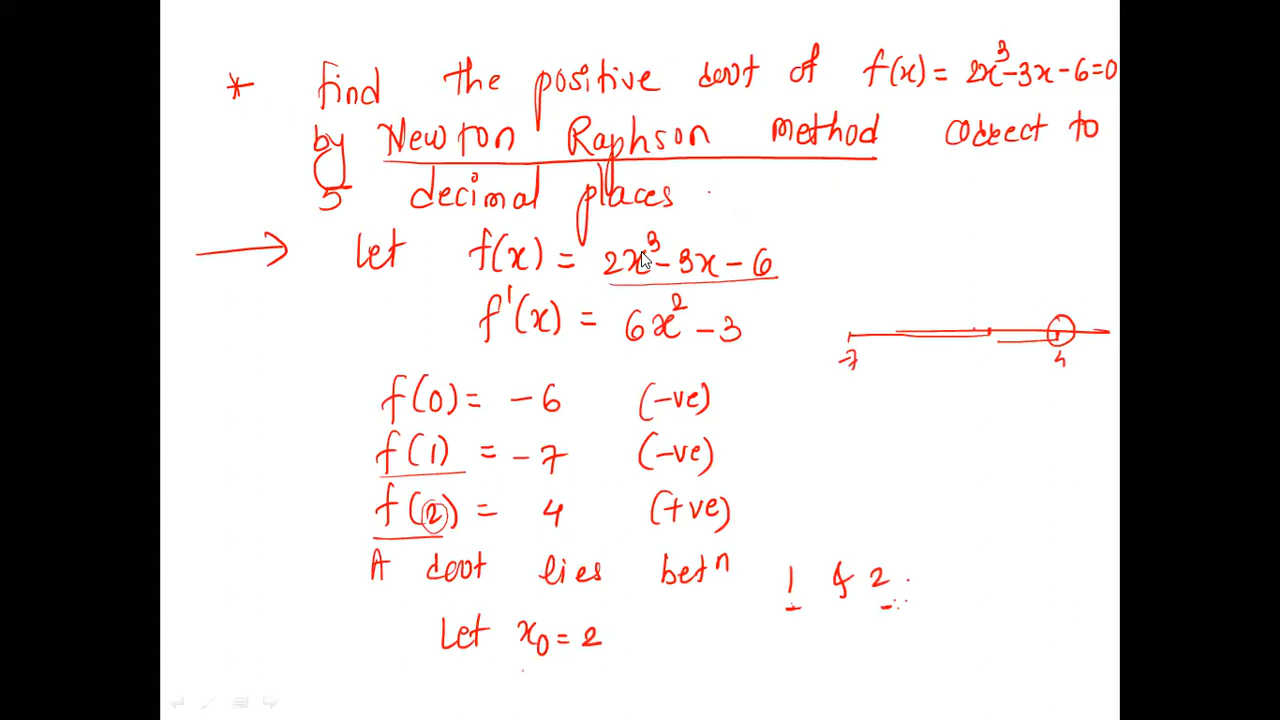 * Find the positive root of f(x) = 2x³-3x-6=0
by Newton Raphson method correct to
5 decimal places.
Let f(x) = 2x³-3x-6
f'(x) = 6x²-3
-7 4
f(0) = -6 (-ve)
f(1) = -7 (-ve)
f(2) = 4 (+ve)
A root lies betⁿ 1 & 2.
Let x₀ = 2